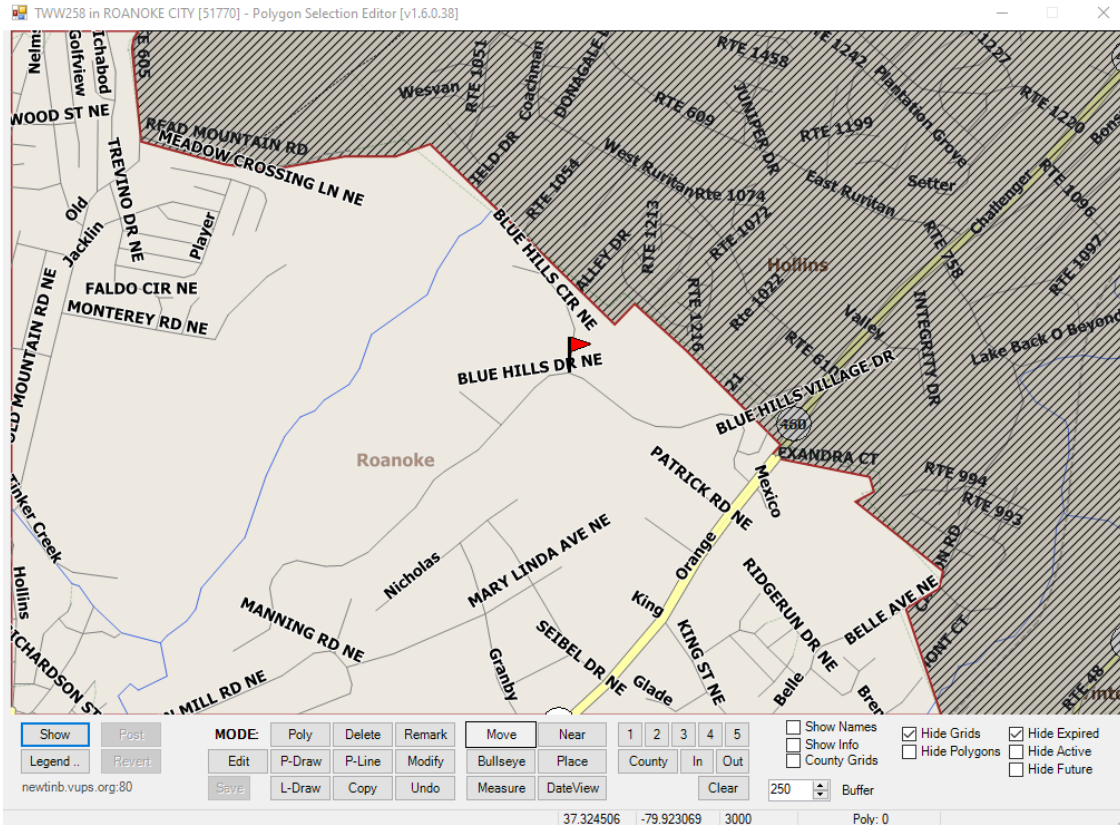 TWW258 in ROANOKE CITY [51770] - Polygon Selection Editor [v1.6.0.38]
Nelms
Golfview
Ichabod
RTE 605
Wesvan
RTE 1051
Coachman
RTE 1458
RTE 1242
RTE 1227
Plantation Grove
RTE 1220
WOOD ST NE
READ MOUNTAIN RD
MEADOW CROSSING LN NE
RTE 609
JUNIPER DR
RTE 1199
TREVINO DR NE
RTE 1054
West Ruritan
Rte 1074
East Ruritan
Setter
Challenger
RTE 1096
Old
Jacklin
Player
BLUE HILLS CIR NE
RTE 1213
RTE 1072
RTE 758
RTE 1097
Hollins
FALDO CIR NE
MONTEREY RD NE
RTE 1216
Rte 1022
Valley
INTEGRITY DR
Lake Back O Beyond
BLUE HILLS DR NE
BLUE HILLS VILLAGE DR
460
Roanoke
PATRICK RD NE
Mexico
RTE 994
RTE 993
Tinker Creek
Hollins
Nicholas
MARY LINDA AVE NE
Orange
King
RIDGERUN DR NE
BELLE AVE NE
MANNING RD NE
SEIBEL DR NE
KING ST NE
Granby
Glade
Belle
RTE 48
Show
Post
MODE:
Poly
Delete
Remark
Move
Near
1
2
3
4
5
Show Names
Hide Grids
Hide Expired
Legend ..
Revert
Edit
P-Draw
P-Line
Modify
Bullseye
Place
County
In
Out
Show Info
Hide Polygons
Hide Active
County Grids
Hide Future
newtinb.vups.org:80
Save
L-Draw
Copy
Undo
Measure
DateView
Clear
250
Buffer
37.324506
-79.923069
3000
Poly: 0